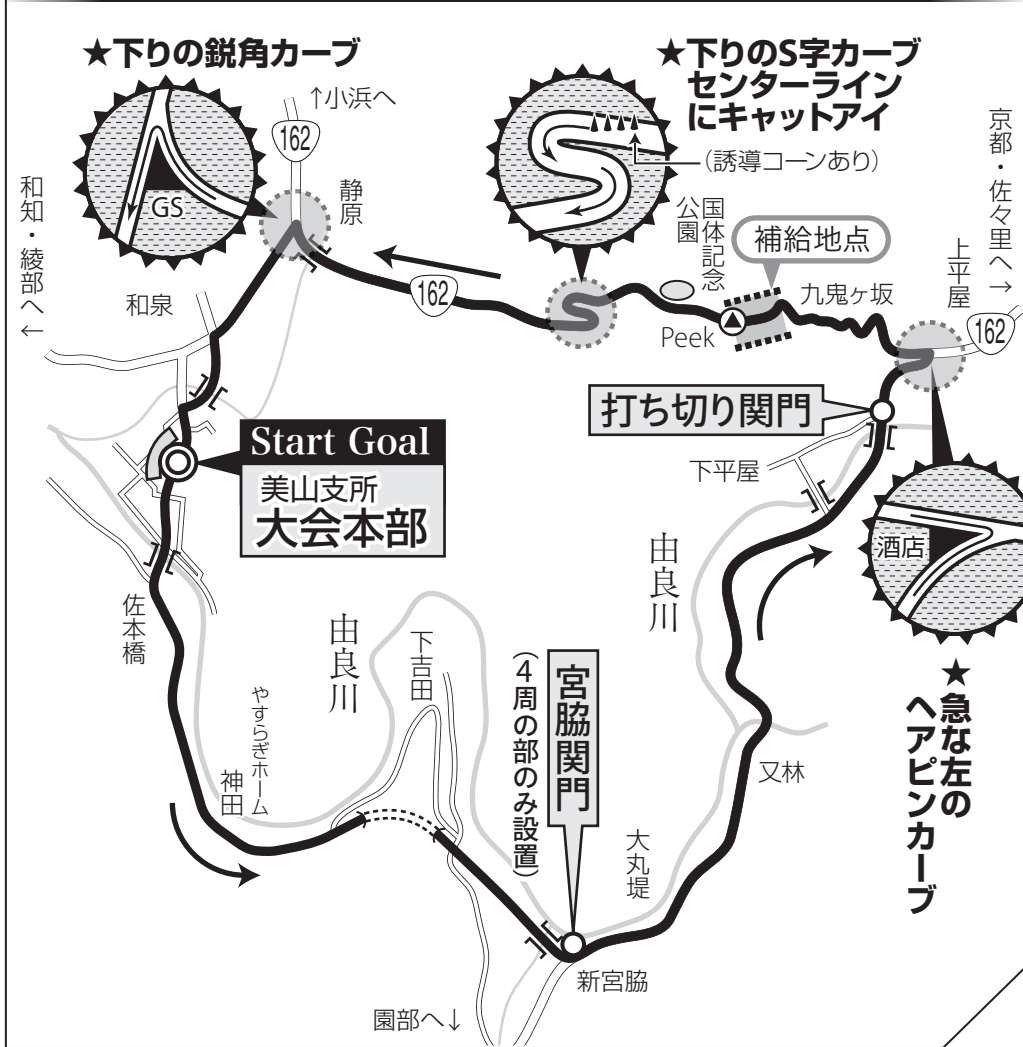 ★下りの鋭角カーブ
GS
↑小浜へ
162
静原
★下りのS字カーブ
センターライン
にキャットアイ
(誘導コーンあり)
京都・佐々里へ→
和知・綾部へ←
国体記念
公園
補給地点
九鬼ヶ坂
上平屋
162
162
Peek
和泉
打ち切り関門
下平屋
Start Goal
美山支所
大会本部
酒店
★急な左の
ヘアピンカーブ
佐本橋
由良川
由良川
下吉田
やすらぎホーム
神田
宮脇関門
(4周の部のみ設置)
又林
大丸堤
新宮脇
園部へ↓